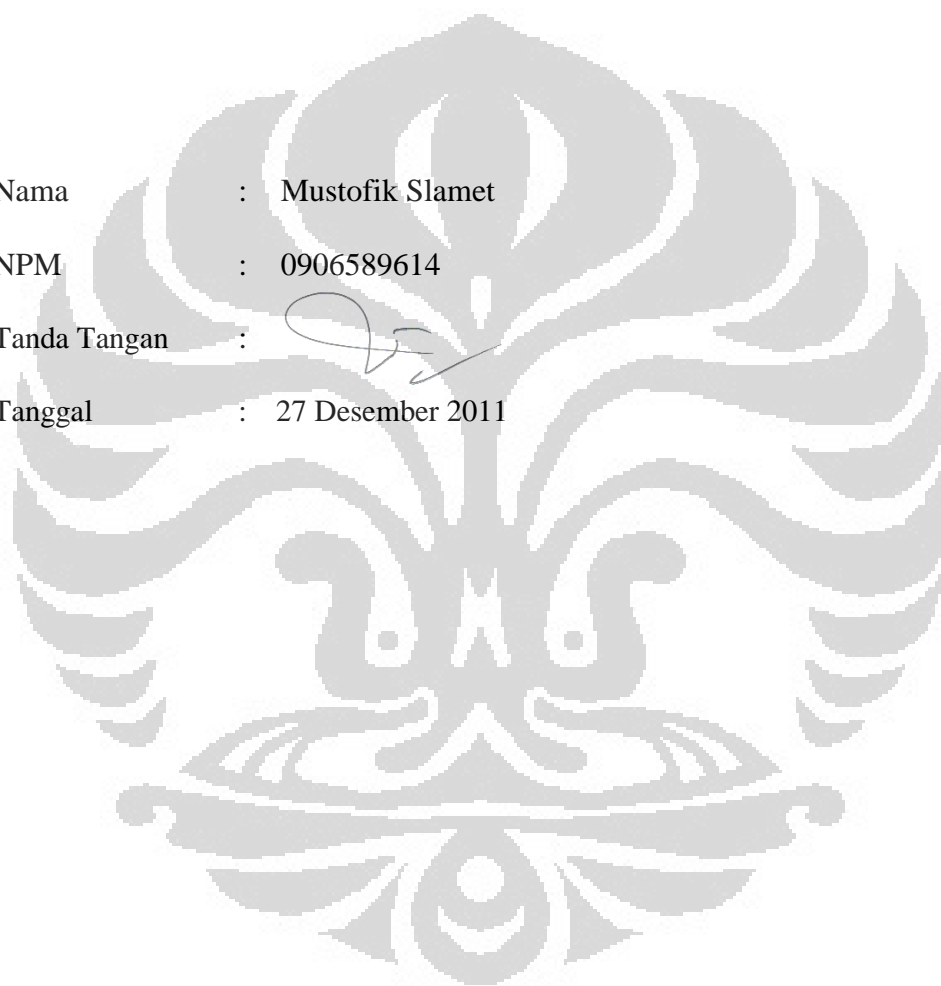 Nama : Mustofik Slamet
NPM : 0906589614
Tanda Tangan :
Tanggal : 27 Desember 2011